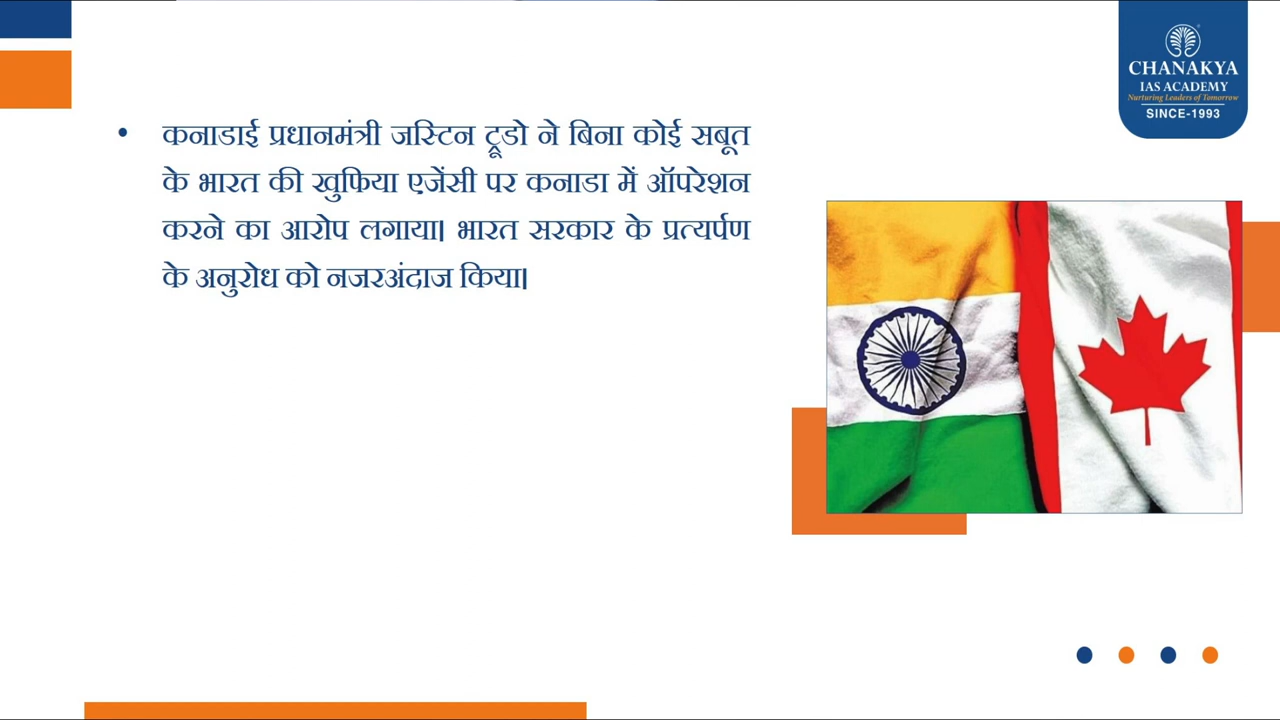 CHANAKYA
IAS ACADEMY
Nurturing Leaders of Tomorrow
SINCE-1993
• कनाडाई प्रधानमंत्री जस्टिन ट्रूडो ने बिना कोई सबूत
के भारत की खुफिया एजेंसी पर कनाडा में ऑपरेशन
करने का आरोप लगाया। भारत सरकार के प्रत्यर्पण
के अनुरोध को नजरअंदाज किया।